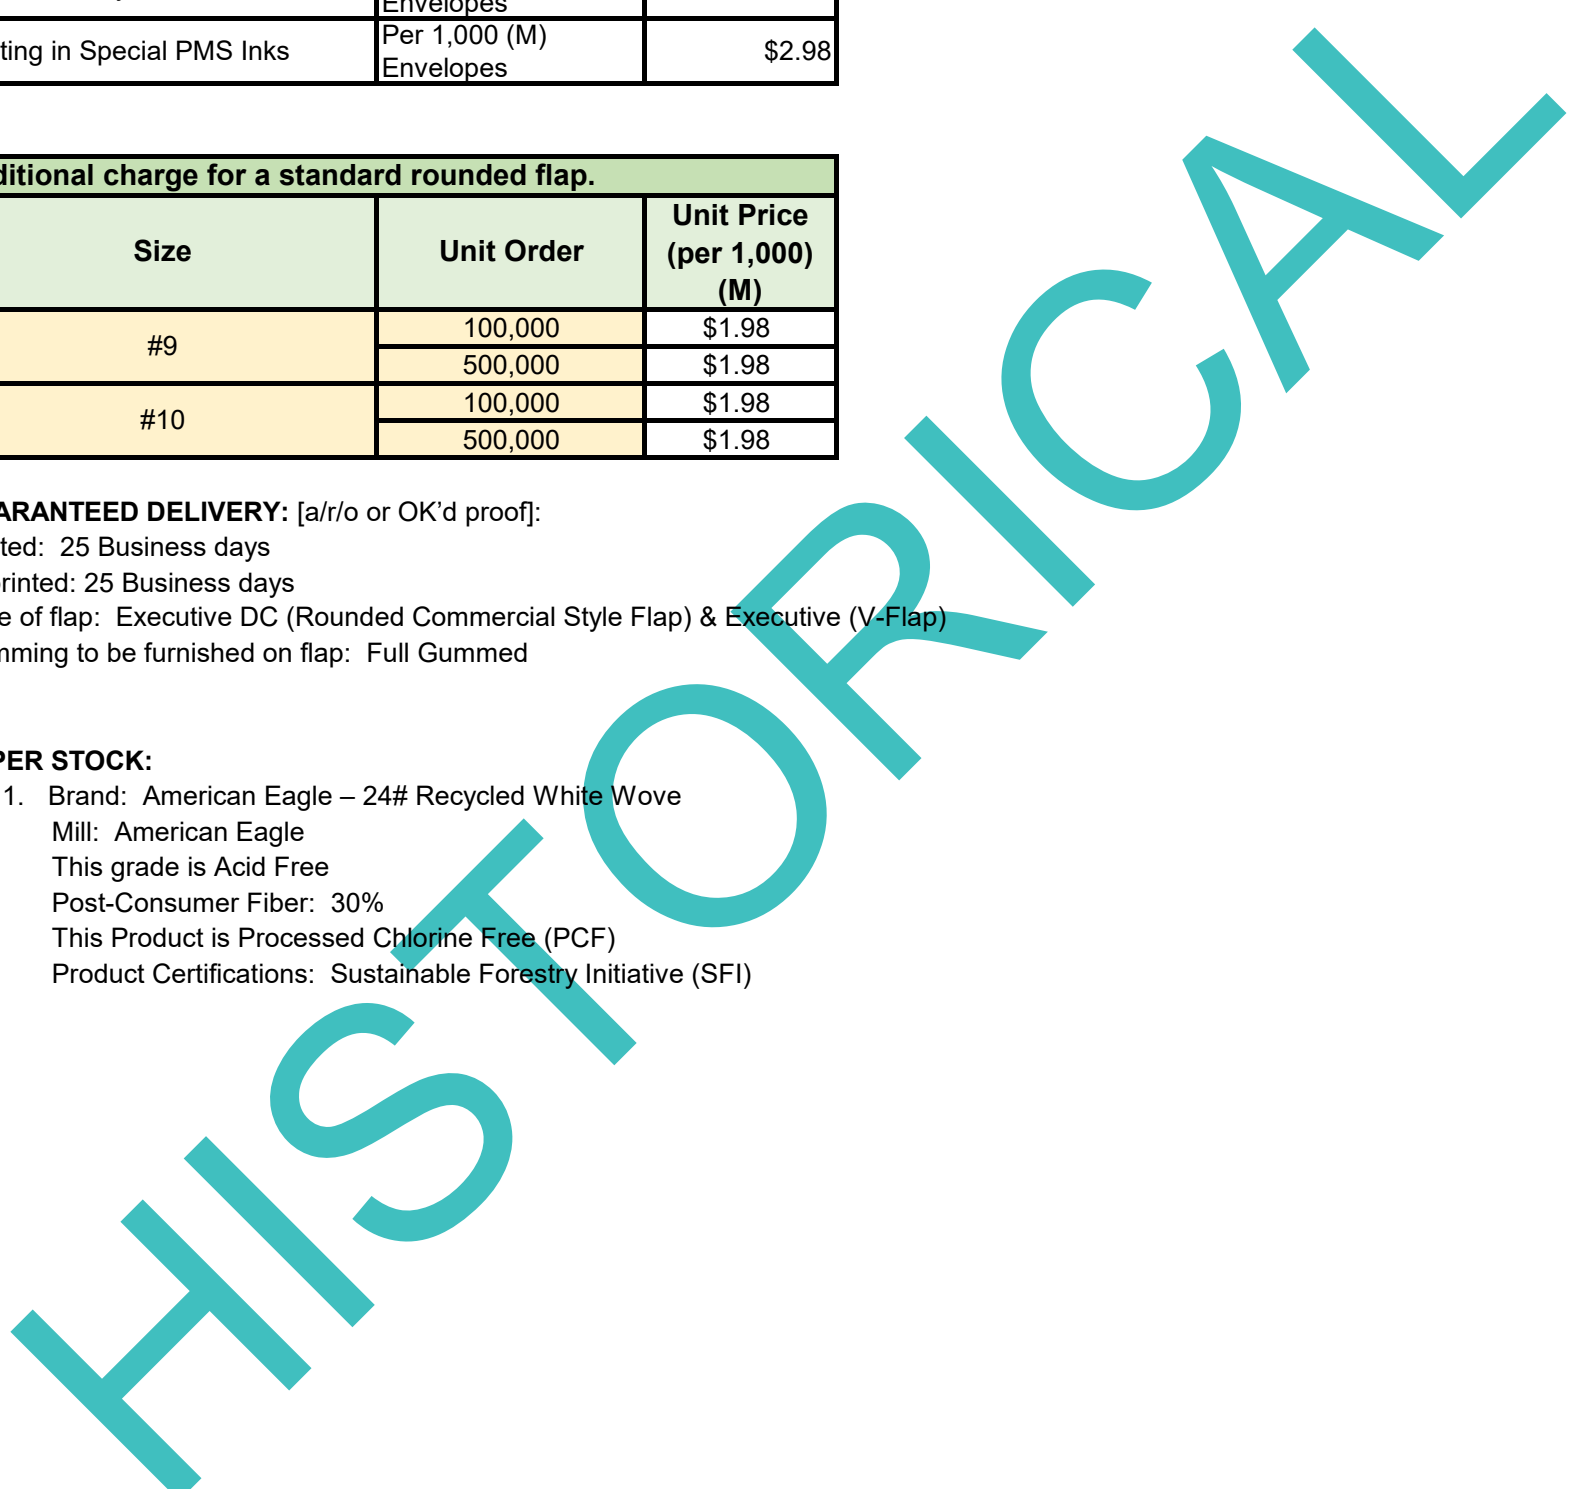 Envelopes
ting in Special PMS Inks Per 1,000 (M) Envelopes $2.98
ditional charge for a standard rounded flap.
Size Unit Order Unit Price (per 1,000) (M)
#9 100,000 $1.98
500,000 $1.98
#10 100,000 $1.98
500,000 $1.98
ARANTEED DELIVERY: [a/r/o or OK’d proof]:
ted: 25 Business days
rinted: 25 Business days
e of flap: Executive DC (Rounded Commercial Style Flap) & Executive (V-Flap)
mming to be furnished on flap: Full Gummed
PER STOCK:
1. Brand: American Eagle – 24# Recycled White Wove
Mill: American Eagle
This grade is Acid Free
Post-Consumer Fiber: 30%
This Product is Processed Chlorine Free (PCF)
Product Certifications: Sustainable Forestry Initiative (SFI)
HISTORICAL